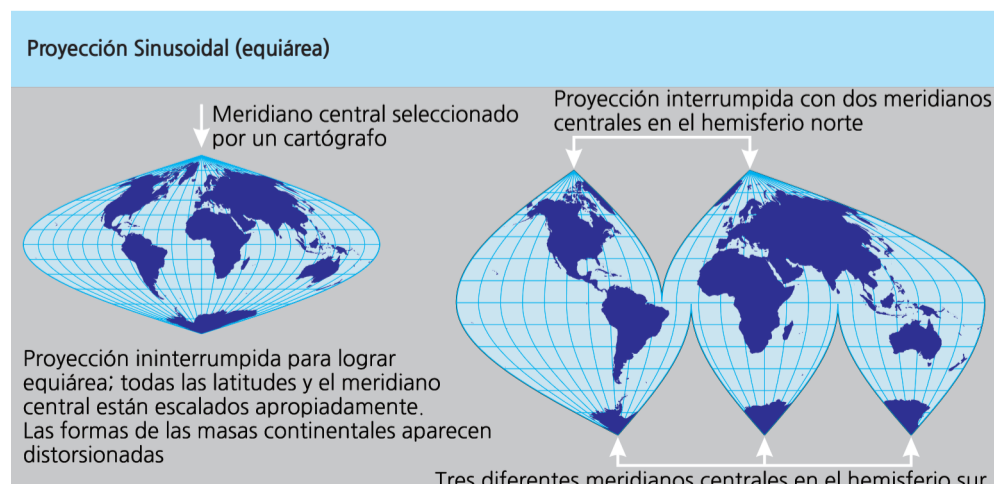 Proyección Sinusoidal (equiárea)
Meridiano central seleccionado
por un cartógrafo
Proyección interrumpida con dos meridianos
centrales en el hemisferio norte
Proyección ininterrumpida para lograr
equiárea; todas las latitudes y el meridiano
central están escalados apropiadamente.
Las formas de las masas continentales aparecen
distorsionadas
Tres diferentes meridianos centrales en el hemisferio sur